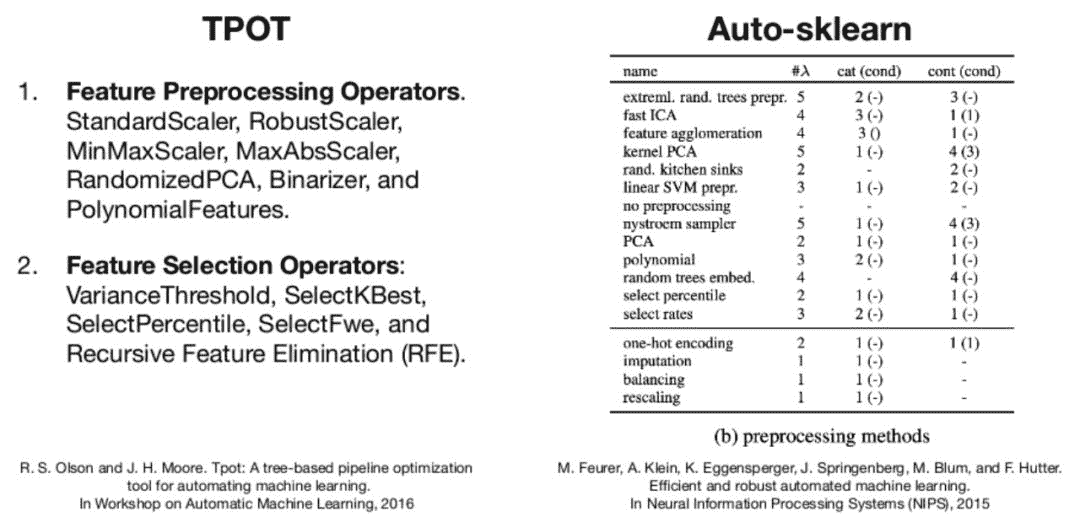 TPOT
1. Feature Preprocessing Operators.
StandardScaler, RobustScaler,
MinMaxScaler, MaxAbsScaler,
RandomizedPCA, Binarizer, and
PolynomialFeatures.
2. Feature Selection Operators:
VarianceThreshold, SelectKBest,
SelectPercentile, SelectFwe, and
Recursive Feature Elimination (RFE).
R. S. Olson and J. H. Moore. Tpot: A tree-based pipeline optimization
tool for automating machine learning.
In Workshop on Automatic Machine Learning, 2016
Auto-sklearn
name #λ cat (cond) cont (cond)
extreml. rand. trees prepr. 5 2 (-) 3 (-)
fast ICA 4 3 (-) 1 (1)
feature agglomeration 4 3 () 1 (-)
kernel PCA 5 1 (-) 4 (3)
rand. kitchen sinks 2 - 2 (-)
linear SVM prepr. 3 1 (-) 2 (-)
no preprocessing - - -
nystroem sampler 5 1 (-) 4 (3)
PCA 2 1 (-) 1 (-)
polynomial 3 2 (-) 1 (-)
random trees embed. 4 - 4 (-)
select percentile 2 1 (-) 1 (-)
select rates 3 2 (-) 1 (-)
one-hot encoding 2 1 (-) 1 (1)
imputation 1 1 (-) -
balancing 1 1 (-) -
rescaling 1 1 (-) -
(b) preprocessing methods
M. Feurer, A. Klein, K. Eggensperger, J. Springenberg, M. Blum, and F. Hutter.
Efficient and robust automated machine learning.
In Neural Information Processing Systems (NIPS), 2015